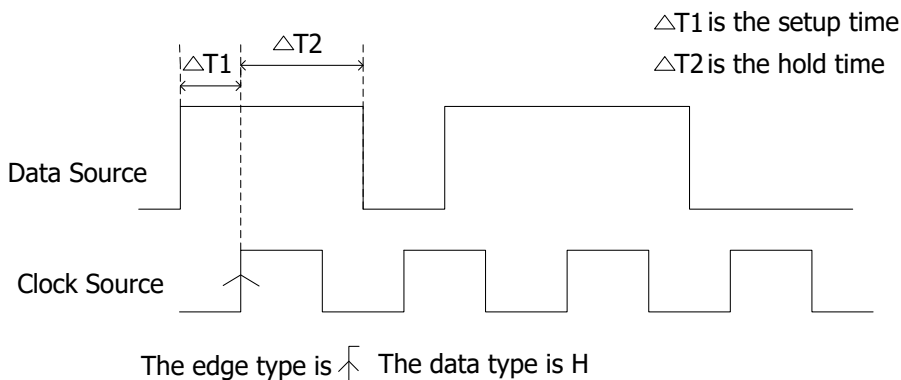 △T1 is the setup time
△T2
△T2 is the hold time
△T1
Data Source
Clock Source
The edge type is The data type is H